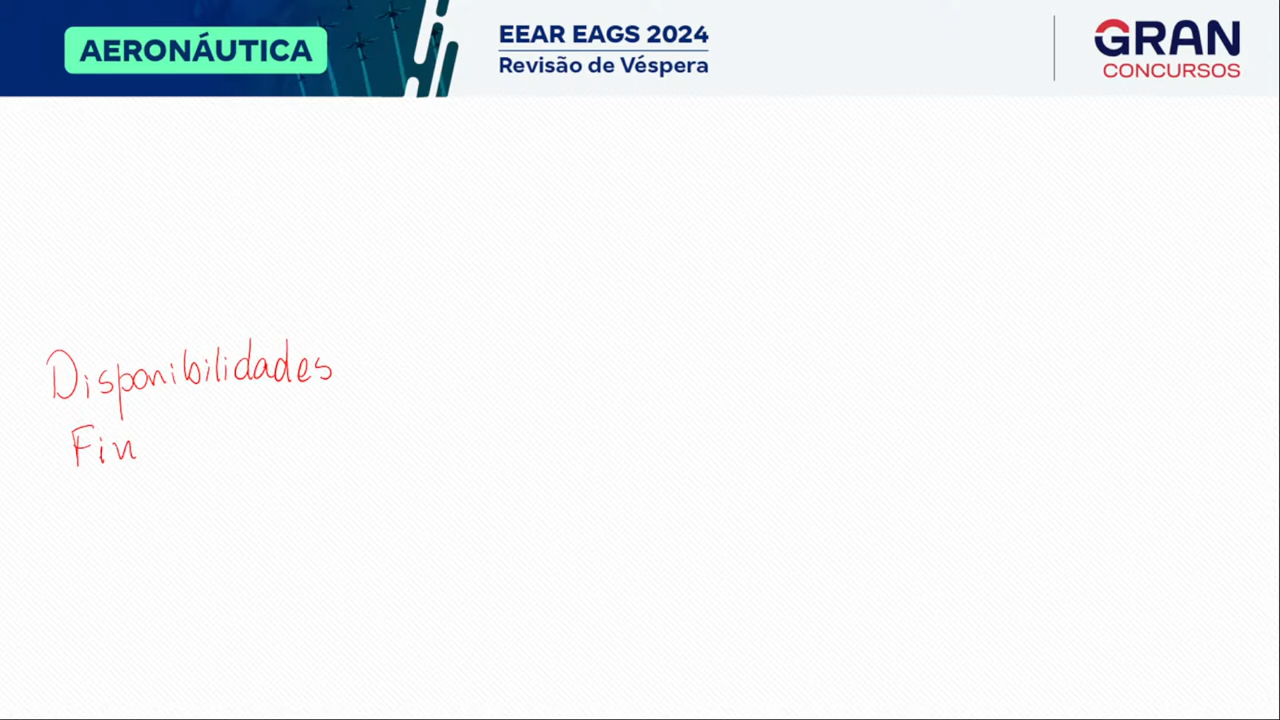 AERONÁUTICA
EEAR EAGS 2024
Revisão de Véspera
GRAN
CONCURSOS
Disponibilidades
Fin